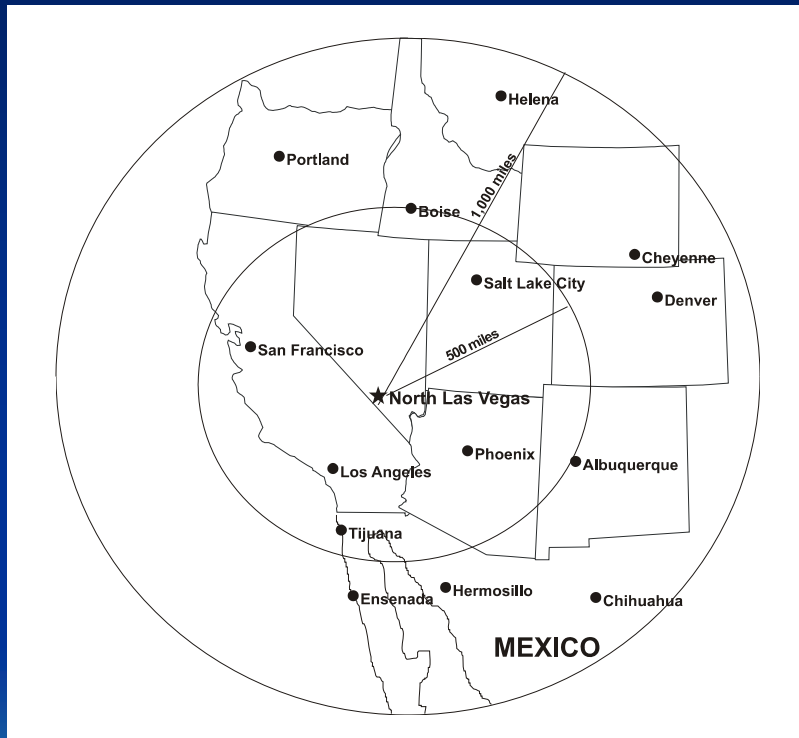 Helena
Portland
1,000 miles
Boise
Cheyenne
Salt Lake City
Denver
500 miles
San Francisco
North Las Vegas
Phoenix
Los Angeles
Albuquerque
Tijuana
Hermosillo
Ensenada
Chihuahua
MEXICO